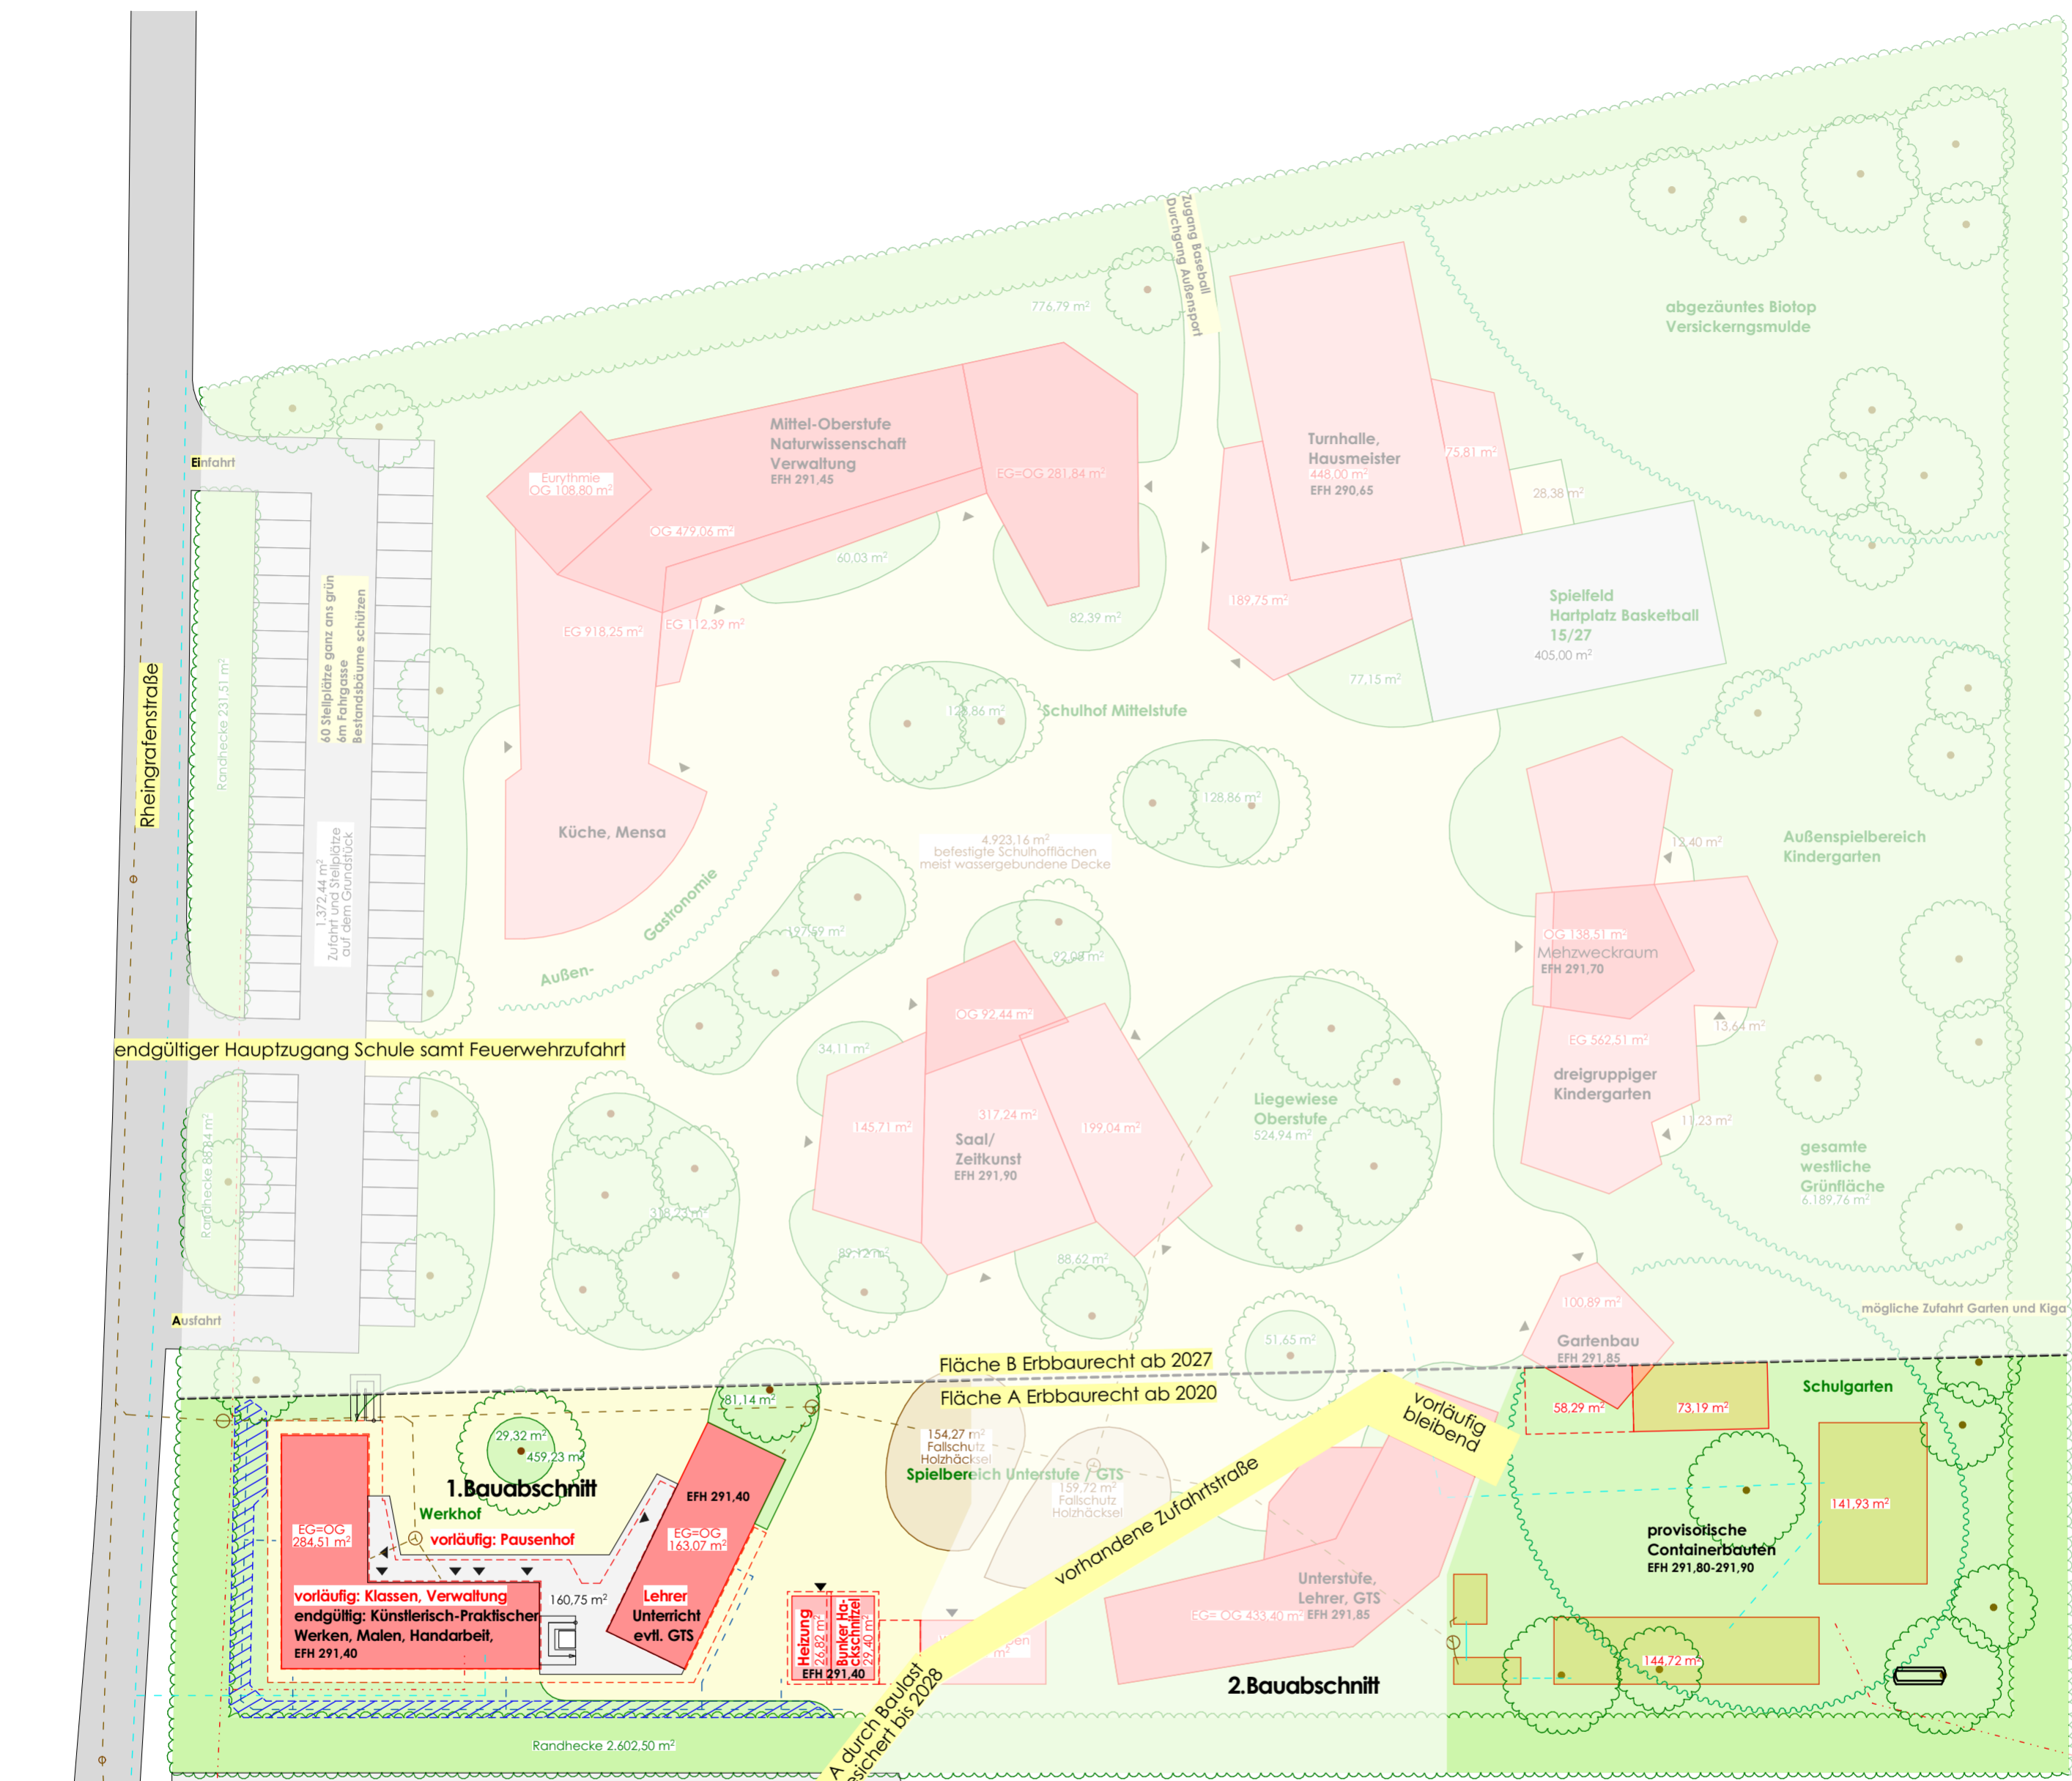 Zugang Baseball
Durchgang Außensport
776,79 m²
abgezäuntes Biotop
Versickerngsmulde
Einfahrt
Mittel-Oberstufe
Naturwissenschaft
Verwaltung
EFH 291,45
Eurythmie
OG 108,80 m²
EG=OG 281,84 m²
OG 479,06 m²
Turnhalle,
Hausmeister
448,00 m²
EFH 290,65
75,81 m²
28,38 m²
60,03 m²
82,39 m²
EG 918,25 m²
EG 112,39 m²
189,75 m²
77,15 m²
Spielfeld
Hartplatz Basketball
15/27
405,00 m²
Rheingrafenstraße
Randhecke 231,51 m²
60 Stellplätze ganz ans grün
6m Fahrgasse
Bestandsbäume schützen
1.372,44 m²
Zufahrt und Stellplätze
auf dem Grundstück
128,86 m²
Schulhof Mittelstufe
128,86 m²
Küche, Mensa
4.923,16 m²
befestigte Schulhofflächen
meist wassergebundene Decke
Außen-
Gastronomie
197,59 m²
12,40 m²
Außenspielbereich
Kindergarten
OG 138,51 m²
Mehzweckraum
EFH 291,70
EG 562,51 m²
13,64 m²
dreigruppiger
Kindergarten
11,23 m²
gesamte
westliche
Grünfläche
6.189,76 m²
endgültiger Hauptzugang Schule samt Feuerwehrzufahrt
OG 92,44 m²
34,11 m²
145,71 m²
317,24 m²
199,04 m²
Saal/
Zeitkunst
EFH 291,90
Liegewiese
Oberstufe
524,94 m²
89,12 m²
88,62 m²
51,65 m²
Ausfahrt
100,89 m²
Gartenbau
EFH 291,85
mögliche Zufahrt Garten und Kiga
Fläche B Erbbaurecht ab 2027
Fläche A Erbbaurecht ab 2020
81,14 m²
29,32 m²
459,23 m²
1.Bauabschnitt
Werkhof
vorläufig: Pausenhof
EG=OG
284,51 m²
vorläufig: Klassen, Verwaltung
endgültig: Künstlerisch-Praktischer
Werken, Malen, Handarbeit,
EFH 291,40
160,75 m²
EFH 291,40
EG=OG
163,07 m²
Lehrer
Unterricht
evtl. GTS
Heizung
26,82 m²
Bunker Ha-
ckschnitzel
29,40 m²
EFH 291,40
154,27 m²
Fallschutz
Holzhäcksel
Spielbereich Unterstufe / GTS
159,72 m²
Fallschutz
Holzhäcksel
vorhandene Zufahrtstraße
vorläufig
bleibend
Unterstufe,
Lehrer, GTS
EG= OG 433,40 m²
EFH 291,85
2.Bauabschnitt
58,29 m²
73,19 m²
Schulgarten
141,93 m²
provisorische
Containerbauten
EFH 291,80-291,90
144,72 m²
Randhecke 2.602,50 m²
A durch Baulast
esichert bis 2028